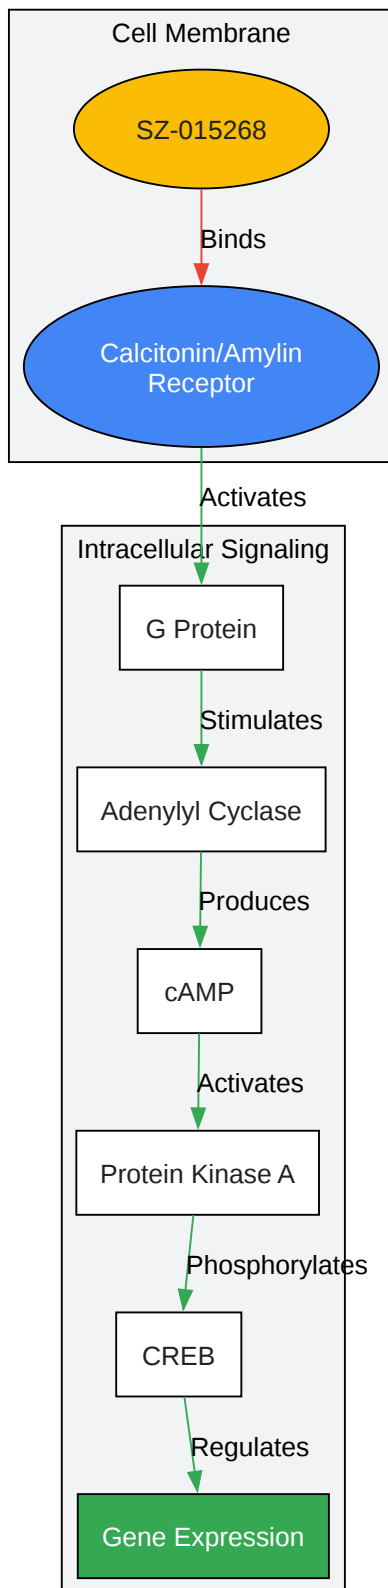 Cell Membrane
SZ-015268
Binds
Calcitonin/Amylin
Receptor
Activates
Intracellular Signaling
G Protein
Stimulates
Adenylyl Cyclase
Produces
cAMP
Activates
Protein Kinase A
Phosphorylates
CREB
Regulates
Gene Expression